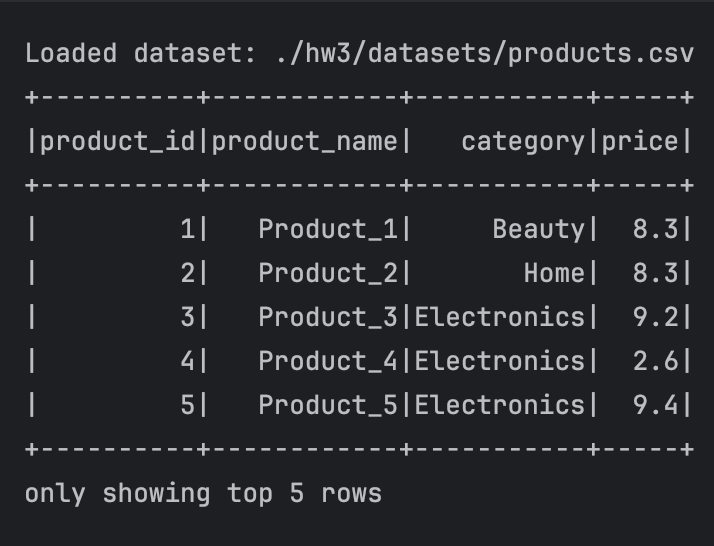 Loaded dataset: ./hw3/datasets/products.csv
+----------+------------+-----------+-----+
|product_id|product_name|   category|price|
+----------+------------+-----------+-----+
|         1|   Product_1|     Beauty|  8.3|
|         2|   Product_2|       Home|  8.3|
|         3|   Product_3|Electronics|  9.2|
|         4|   Product_4|Electronics|  2.6|
|         5|   Product_5|Electronics|  9.4|
+----------+------------+-----------+-----+
only showing top 5 rows